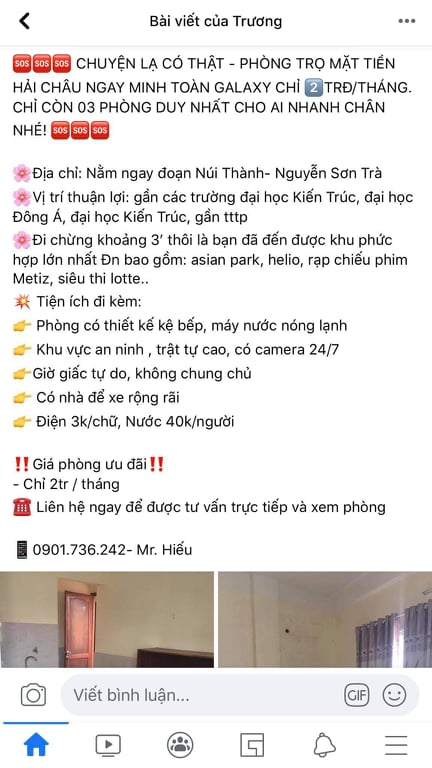 Bài viết của Trương
🆘🆘🆘 CHUYỆN LẠ CÓ THẬT - PHÒNG TRỌ MẶT TIỀN
HẢI CHÂU NGAY MINH TOÀN GALAXY CHỈ 2️⃣TRĐ/THÁNG.
CHỈ CÒN 03 PHÒNG DUY NHẤT CHO AI NHANH CHÂN
NHÉ! 🆘🆘🆘
🌸Địa chỉ: Nằm ngay đoạn Núi Thành- Nguyễn Sơn Trà
🌸Vị trí thuận lợi: gần các trường đại học Kiến Trúc, đại học
Đông Á, đại học Kiến Trúc, gần tttp
🌸Đi chừng khoảng 3’ thôi là bạn đã đến được khu phức
hợp lớn nhất Đn bao gồm: asian park, helio, rạp chiếu phim
Metiz, siêu thi lotte..
💥 Tiện ích đi kèm:
👉 Phòng có thiết kế kệ bếp, máy nước nóng lạnh
👉 Khu vực an ninh , trật tự cao, có camera 24/7
👉Giờ giấc tự do, không chung chủ
👉 Có nhà để xe rộng rãi
👉 Điện 3k/chữ, Nước 40k/người
‼️Giá phòng ưu đãi‼️
- Chỉ 2tr / tháng
☎️ Liên hệ ngay để được tư vấn trực tiếp và xem phòng
📱0901.736.242- Mr. Hiếu
Viết bình luận...
GIF